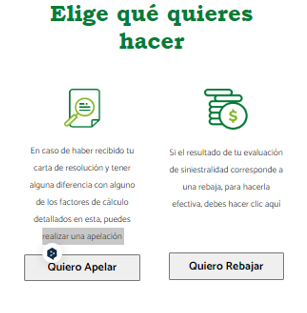 Elige qué quieres
hacer
En caso de haber recibido tu
carta de resolución y tener
alguna diferencia con alguno
de los factores de cálculo
detallados en esta, puedes
realizar una apelación
Quiero Apelar
Si el resultado de tu evaluación
de siniestralidad corresponde a
una rebaja, para hacerla
efectiva, debes hacer clic aquí
Quiero Rebajar